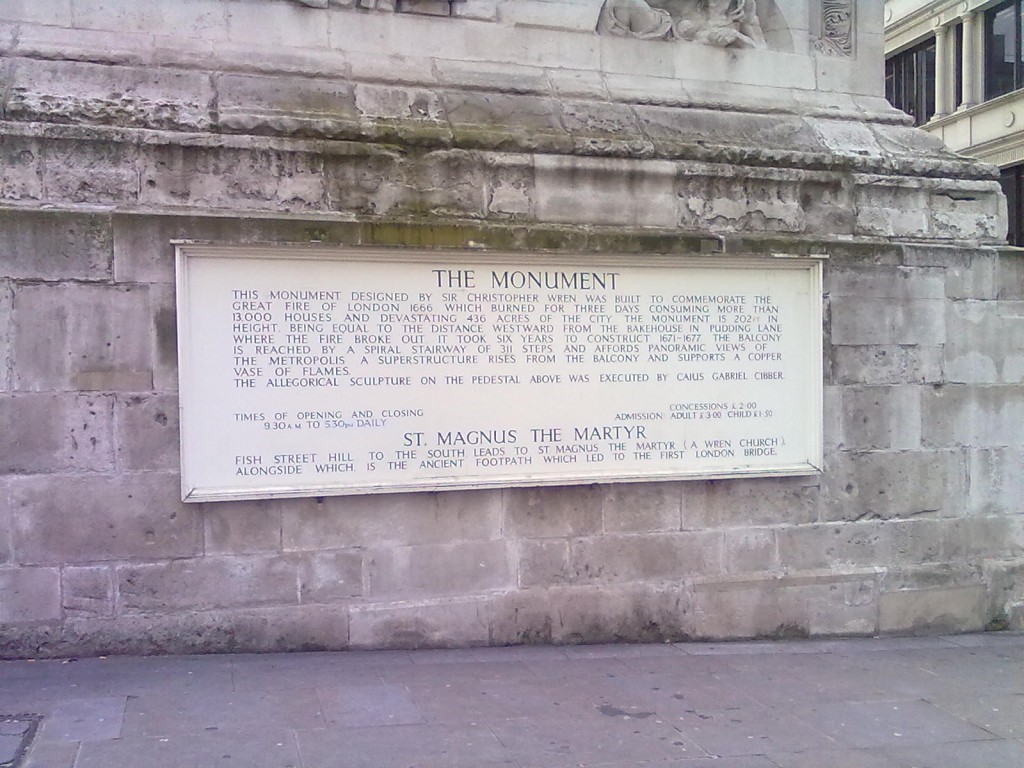 THE MONUMENT
THIS MONUMENT DESIGNED BY SIR CHRISTOPHER WREN WAS BUILT TO COMMEMORATE THE
GREAT FIRE OF LONDON 1666 WHICH BURNED FOR THREE DAYS CONSUMING MORE THAN
13,000 HOUSES AND DEVASTATING 436 ACRES OF THE CITY. THE MONUMENT IS 202FT IN
HEIGHT. BEING EQUAL TO THE DISTANCE WESTWARD FROM THE BAKEHOUSE IN PUDDING LANE
WHERE THE FIRE BROKE OUT. IT TOOK SIX YEARS TO CONSTRUCT 1671-1677. THE BALCONY
IS REACHED BY A SPIRAL STAIRWAY OF 311 STEPS AND AFFORDS PANORAMIC VIEWS OF
THE METROPOLIS. A SUPERSTRUCTURE RISES FROM THE BALCONY AND SUPPORTS A COPPER
VASE OF FLAMES.
THE ALLEGORICAL SCULPTURE ON THE PEDESTAL ABOVE WAS EXECUTED BY CAIUS GABRIEL CIBBER.
TIMES OF OPENING AND CLOSING
9.30 A.M. TO 5.30 pm DAILY
CONCESSIONS £2·00
ADMISSION: ADULT £3·00 CHILD £1·50
ST. MAGNUS THE MARTYR
FISH STREET HILL TO THE SOUTH LEADS TO ST MAGNUS THE MARTYR (A WREN CHURCH).
ALONGSIDE WHICH IS THE ANCIENT FOOTPATH WHICH LED TO THE FIRST LONDON BRIDGE.